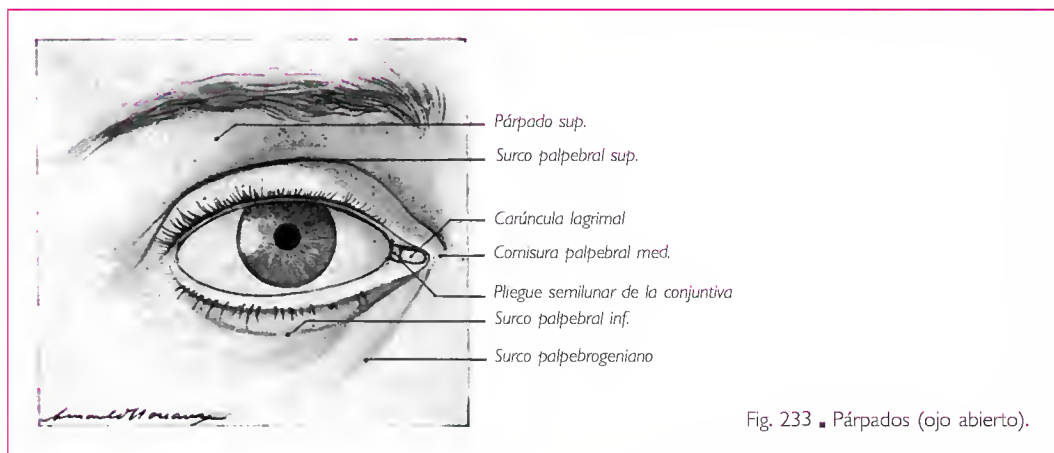 Párpado sup.
Surco palpebral sup.
Carúncula lagrimal
Comisura palpebral med.
Pliegue semilunar de la conjuntiva
Surco palpebral inf.
Surco palpebrogeniano
Fig. 233 ■ Párpados (ojo abierto).